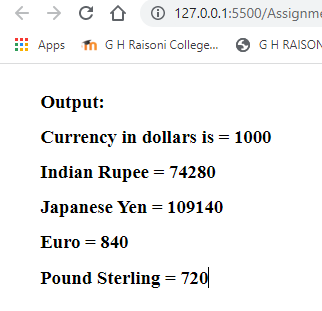 127.0.0.1:5500/Assignme
Apps G H Raisoni College... G H RAISON
Output:
Currency in dollars is = 1000
Indian Rupee = 74280
Japanese Yen = 109140
Euro = 840
Pound Sterling = 720